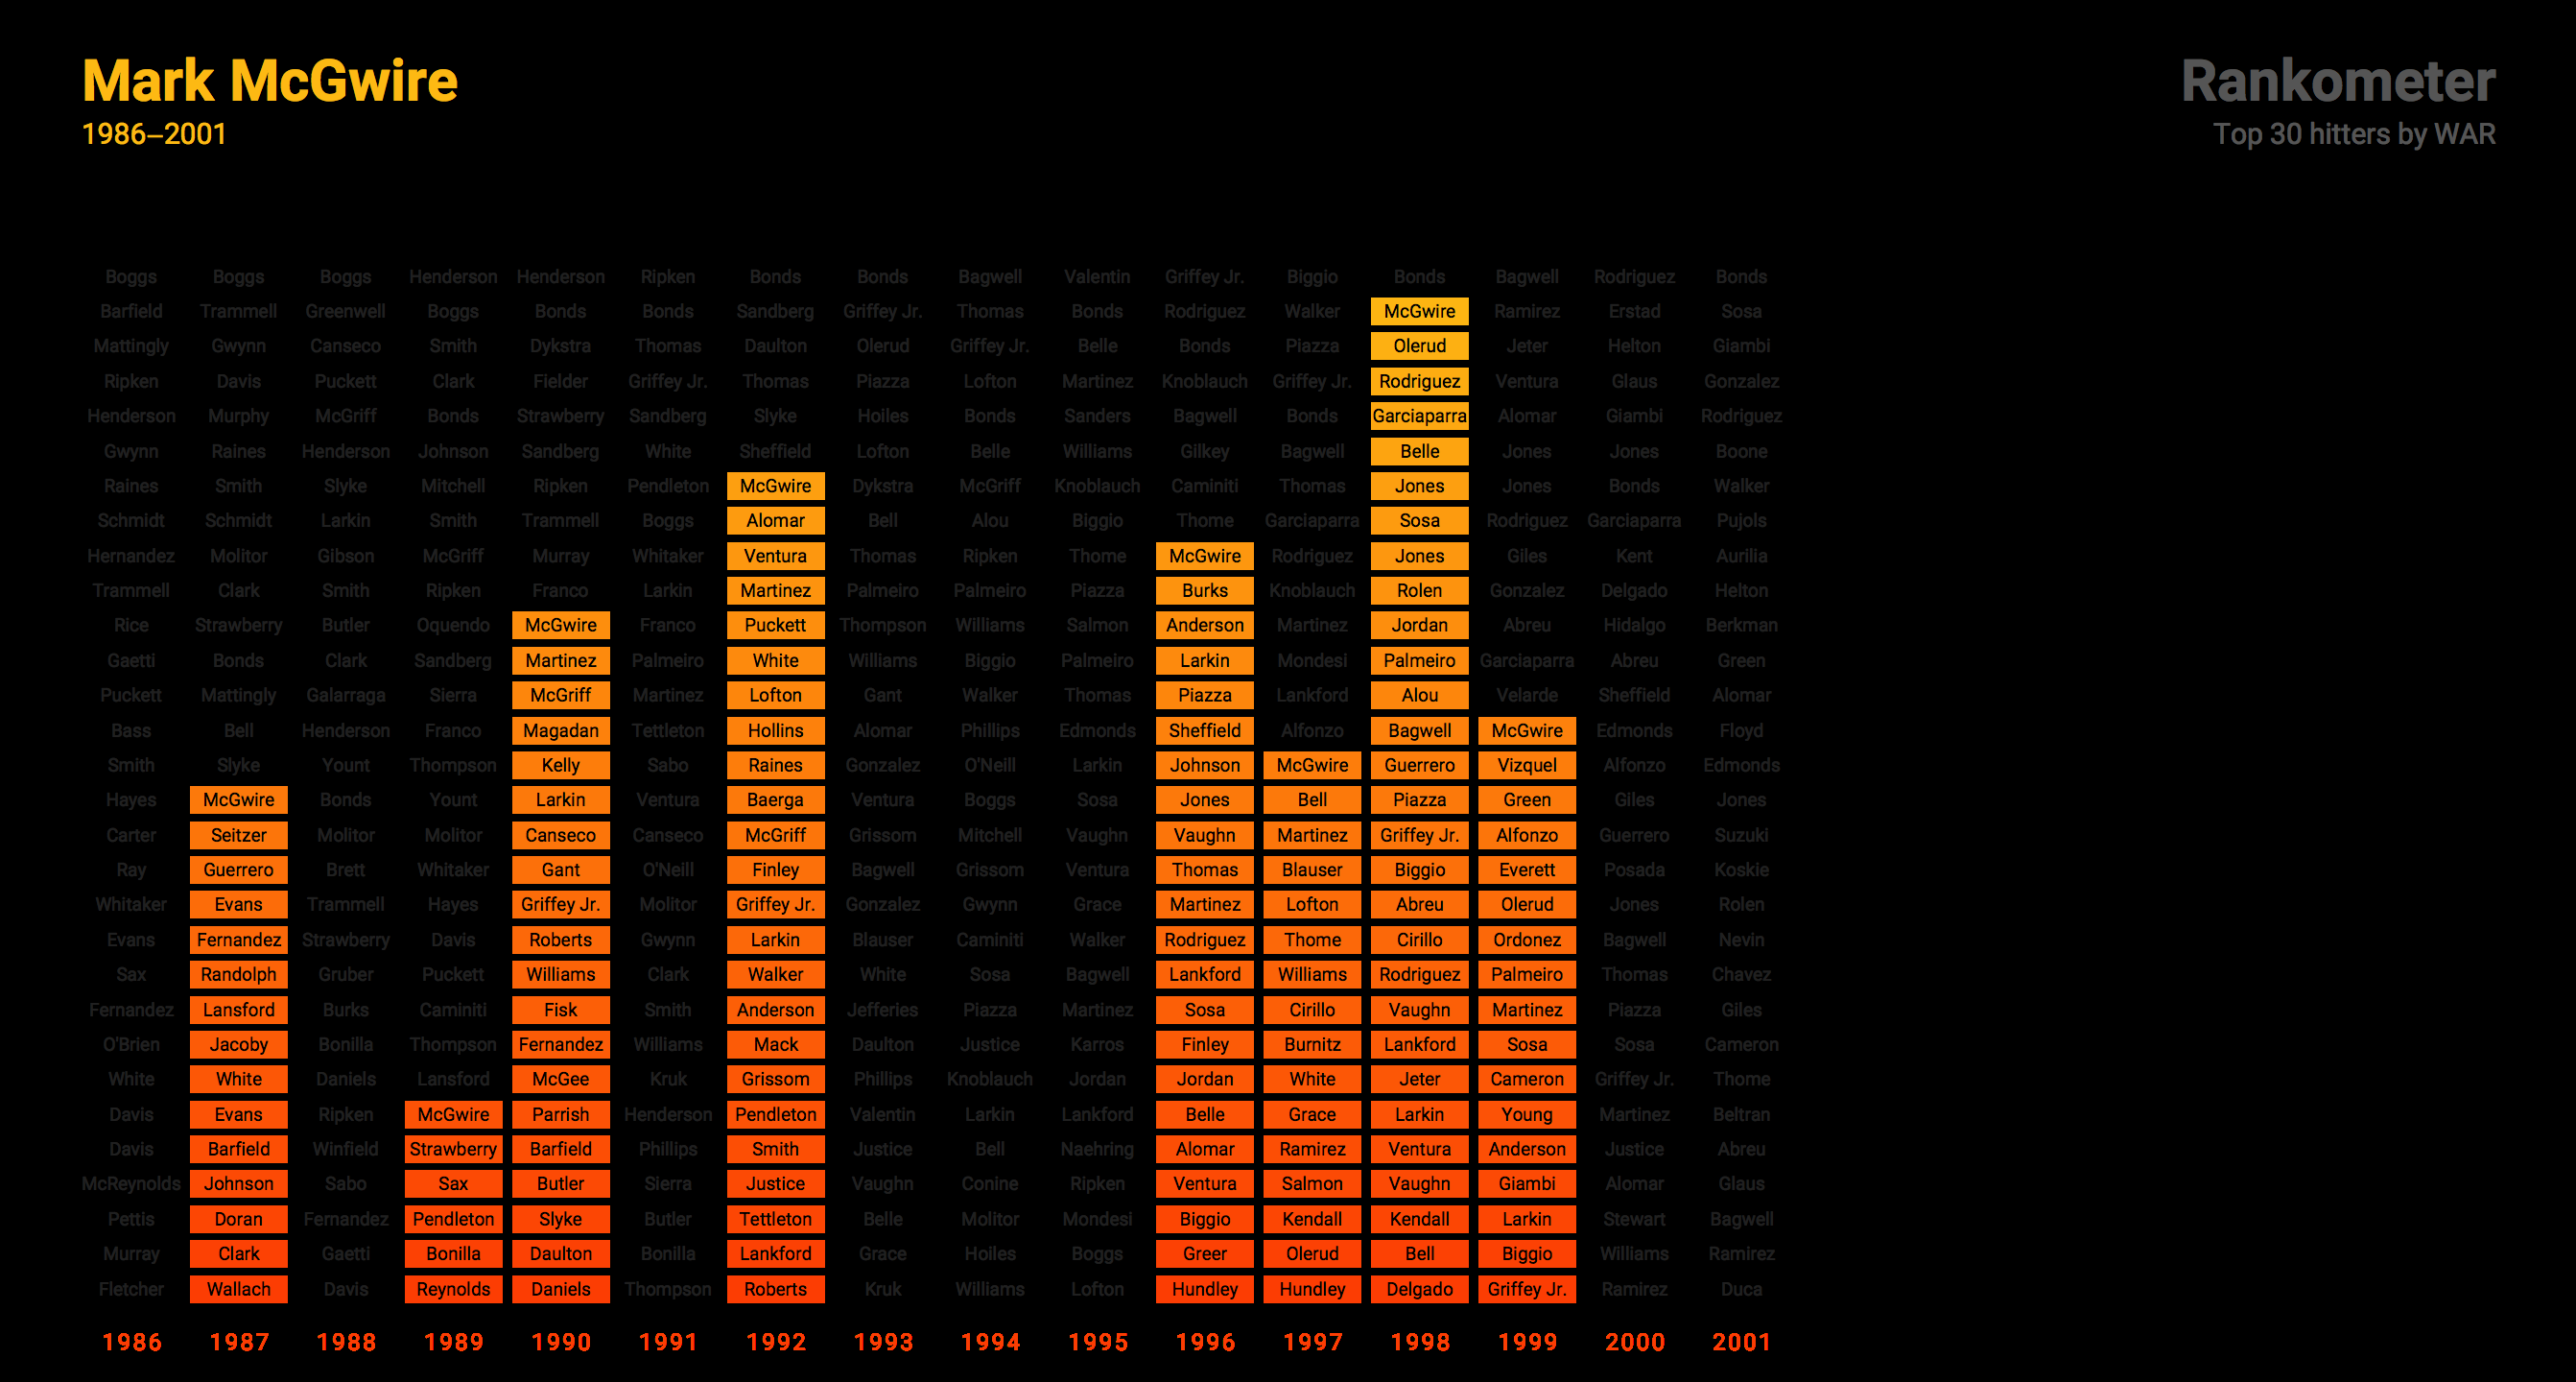 Mark McGwire
Rankometer
1986–2001
Top 30 hitters by WAR
Boggs Boggs Boggs Henderson Henderson Ripken Bonds Bonds Bagwell Valentin Griffey Jr. Biggio Bonds Bagwell Rodriguez Bonds
Barfield Trammell Greenwell Boggs Bonds Bonds Sandberg Griffey Jr. Thomas Bonds Rodriguez Walker McGwire Ramirez Erstad Sosa
Mattingly Gwynn Canseco Smith Dykstra Thomas Daulton Olerud Griffey Jr. Belle Bonds Piazza Olerud Jeter Helton Giambi
Ripken Davis Puckett Clark Fielder Griffey Jr. Thomas Piazza Lofton Martinez Knoblauch Griffey Jr. Rodriguez Ventura Glaus Gonzalez
Henderson Murphy McGriff Bonds Strawberry Sandberg Slyke Hoiles Bonds Sanders Bagwell Bonds Garciaparra Alomar Giambi Rodriguez
Gwynn Raines Henderson Johnson Sandberg White Sheffield Lofton Belle Williams Gilkey Bagwell Belle Jones Jones Boone
Raines Smith Slyke Mitchell Ripken Pendleton McGwire Dykstra McGriff Knoblauch Caminiti Thomas Jones Jones Bonds Walker
Schmidt Schmidt Larkin Smith Trammell Boggs Alomar Bell Alou Biggio Thome Garciaparra Sosa Rodriguez Garciaparra Pujols
Hernandez Molitor Gibson McGriff Murray Whitaker Ventura Thomas Ripken Thome McGwire Rodriguez Jones Giles Kent Aurilia
Trammell Clark Smith Ripken Franco Larkin Martinez Palmeiro Palmeiro Piazza Burks Knoblauch Rolen Gonzalez Delgado Helton
Rice Strawberry Butler Oquendo McGwire Franco Puckett Thompson Williams Salmon Anderson Martinez Jordan Abreu Hidalgo Berkman
Gaetti Bonds Clark Sandberg Martinez Palmeiro White Williams Biggio Palmeiro Larkin Mondesi Palmeiro Garciaparra Abreu Green
Puckett Mattingly Galarraga Sierra McGriff Martinez Lofton Gant Walker Thomas Piazza Lankford Alou Velarde Sheffield Alomar
Bass Bell Henderson Franco Magadan Tettleton Hollins Alomar Phillips Edmonds Sheffield Alfonzo Bagwell McGwire Edmonds Floyd
Smith Slyke Yount Thompson Kelly Sabo Raines Gonzalez O'Neill Larkin Johnson McGwire Guerrero Vizquel Alfonzo Edmonds
Hayes McGwire Bonds Yount Larkin Ventura Baerga Ventura Boggs Sosa Jones Bell Piazza Green Giles Jones
Carter Seitzer Molitor Molitor Canseco Canseco McGriff Grissom Mitchell Vaughn Vaughn Martinez Griffey Jr. Alfonzo Guerrero Suzuki
Ray Guerrero Brett Whitaker Gant O'Neill Finley Bagwell Grissom Ventura Thomas Blauser Biggio Everett Posada Koskie
Whitaker Evans Trammell Hayes Griffey Jr. Molitor Griffey Jr. Gonzalez Gwynn Grace Martinez Lofton Abreu Olerud Jones Rolen
Evans Fernandez Strawberry Davis Roberts Gwynn Larkin Blauser Caminiti Walker Rodriguez Thome Cirillo Ordonez Bagwell Nevin
Sax Randolph Gruber Puckett Williams Clark Walker White Sosa Bagwell Lankford Williams Rodriguez Palmeiro Thomas Chavez
Fernandez Lansford Burks Caminiti Fisk Smith Anderson Jefferies Piazza Martinez Sosa Cirillo Vaughn Martinez Piazza Giles
O'Brien Jacoby Bonilla Thompson Fernandez Williams Mack Daulton Justice Karros Finley Burnitz Lankford Sosa Sosa Cameron
White White Daniels Lansford McGee Kruk Grissom Phillips Knoblauch Jordan Jordan White Jeter Cameron Griffey Jr. Thome
Davis Evans Ripken McGwire Parrish Henderson Pendleton Valentin Larkin Lankford Belle Grace Larkin Young Martinez Beltran
Davis Barfield Winfield Strawberry Barfield Phillips Smith Justice Bell Naehring Alomar Ramirez Ventura Anderson Justice Abreu
McReynolds Johnson Sabo Sax Butler Sierra Justice Vaughn Conine Ripken Ventura Salmon Vaughn Giambi Alomar Glaus
Pettis Doran Fernandez Pendleton Slyke Butler Tettleton Belle Molitor Mondesi Biggio Kendall Kendall Larkin Stewart Bagwell
Murray Clark Gaetti Bonilla Daulton Bonilla Lankford Grace Hoiles Boggs Greer Olerud Bell Biggio Williams Ramirez
Fletcher Wallach Davis Reynolds Daniels Thompson Roberts Kruk Williams Lofton Hundley Hundley Delgado Griffey Jr. Ramirez Duca
1986 1987 1988 1989 1990 1991 1992 1993 1994 1995 1996 1997 1998 1999 2000 2001